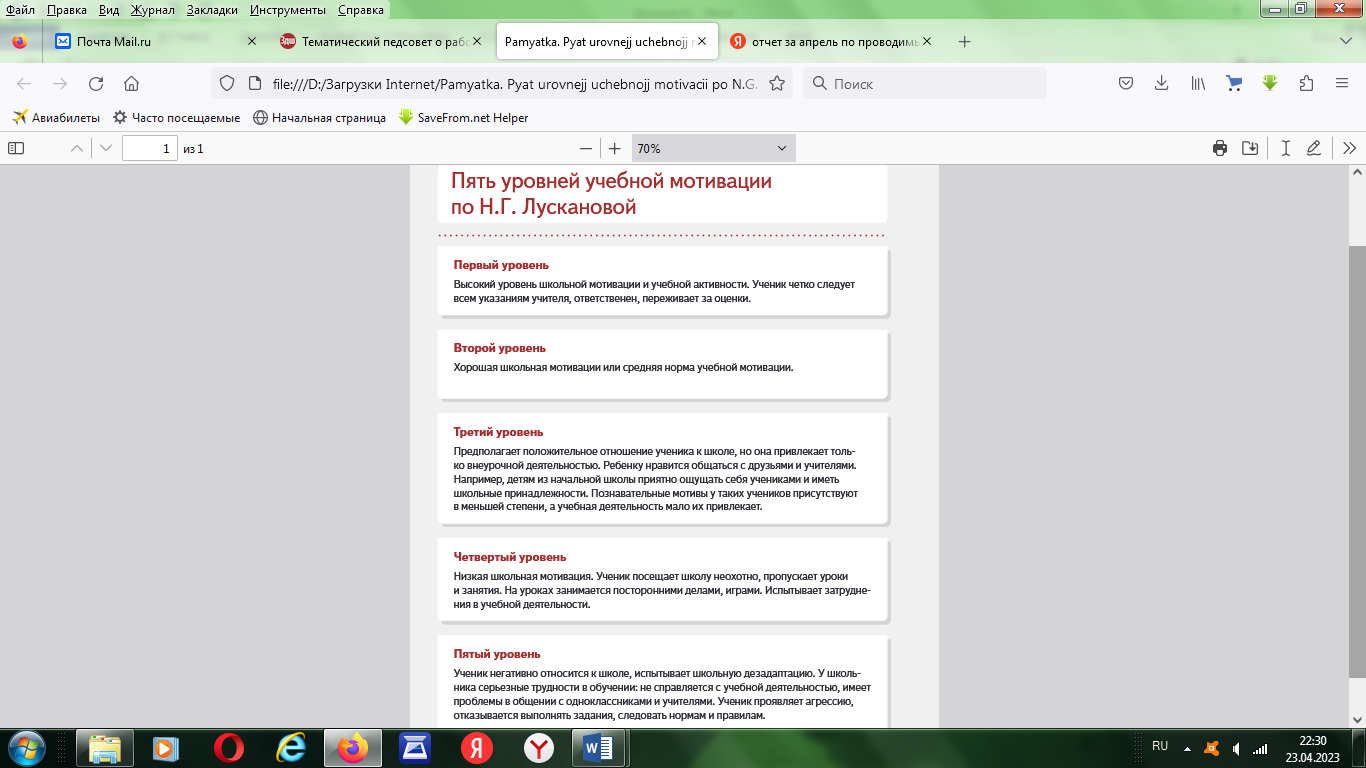 Файл Правка Вид Журнал Закладки Инструменты Справка
Почта Mail.ru
Тематический педсовет о рабо
Pamyatka. Pyat urovnejj uchebnojj
отчет за апрель по проводимы
file:///D:/Загрузки Internet/Pamyatka. Pyat urovnejj uchebnojj motivacii po N.G.
Поиск
Авиабилеты Часто посещаемые Начальная страница SaveFrom.net Helper
1 из 1 70%
Пять уровней учебной мотивации
по Н.Г. Лускановой
Первый уровень
Высокий уровень школьной мотивации и учебной активности. Ученик четко следует
всем указаниям учителя, ответственен, переживает за оценки.
Второй уровень
Хорошая школьная мотивации или средняя норма учебной мотивации.
Третий уровень
Предполагает положительное отношение ученика к школе, но она привлекает толь-
ко внеурочной деятельностью. Ребенку нравится общаться с друзьями и учителями.
Например, детям из начальной школы приятно ощущать себя учениками и иметь
школьные принадлежности. Познавательные мотивы у таких учеников присутствуют
в меньшей степени, а учебная деятельность мало их привлекает.
Четвертый уровень
Низкая школьная мотивация. Ученик посещает школу неохотно, пропускает уроки
и занятия. На уроках занимается посторонними делами, играми. Испытывает затрудне-
ния в учебной деятельности.
Пятый уровень
Ученик негативно относится к школе, испытывает школьную дезадаптацию. У школь-
ника серьезные трудности в обучении: не справляется с учебной деятельностью, имеет
проблемы в общении с одноклассниками и учителями. Ученик проявляет агрессию,
отказывается выполнять задания, следовать нормам и правилам.
RU
22:30
23.04.2023